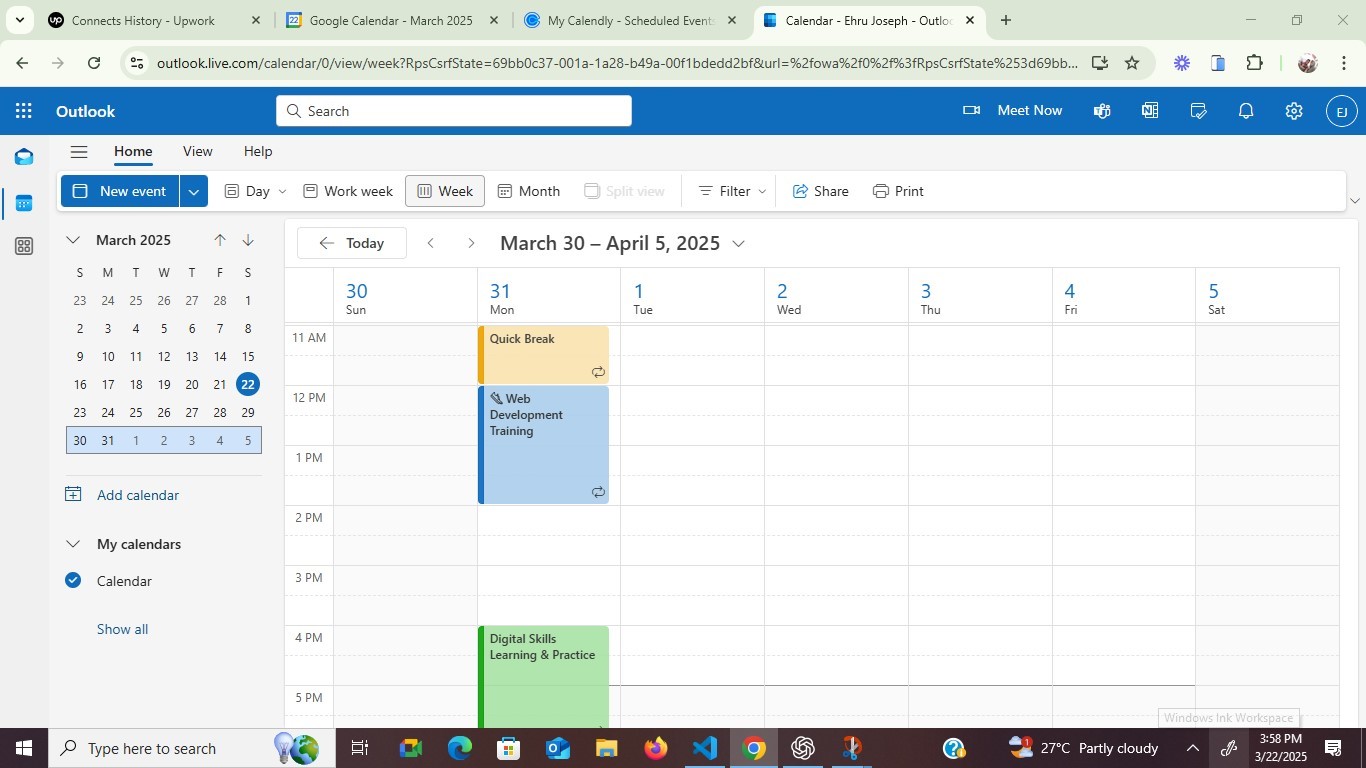 Connects History - Upwork
Google Calendar - March 2025
My Calendly - Scheduled Events
Calendar - Ehru Joseph - Outlo
outlook.live.com/calendar/0/view/week?RpsCsrfState=69bb0c37-001a-1a28-b49a-00f1bdedd2bf&url=%2fowa%2f0%2f%3fRpsCsrfState%253d69bb...
Outlook
Search
Meet Now
EJ
Home
View
Help
New event
Day
Work week
Week
Month
Split view
Filter
Share
Print
March 2025
S M T W T F S
23 24 25 26 27 28 1
2 3 4 5 6 7 8
9 10 11 12 13 14 15
16 17 18 19 20 21 22
23 24 25 26 27 28 29
30 31 1 2 3 4 5
Add calendar
My calendars
Calendar
Show all
Today
March 30 – April 5, 2025
30 31 1 2 3 4 5
Sun Mon Tue Wed Thu Fri Sat
11 AM
Quick Break
12 PM
Web
Development
Training
1 PM
2 PM
3 PM
4 PM
Digital Skills
Learning & Practice
5 PM
Windows Ink Workspace
Type here to search
27°C Partly cloudy
3:58 PM
3/22/2025